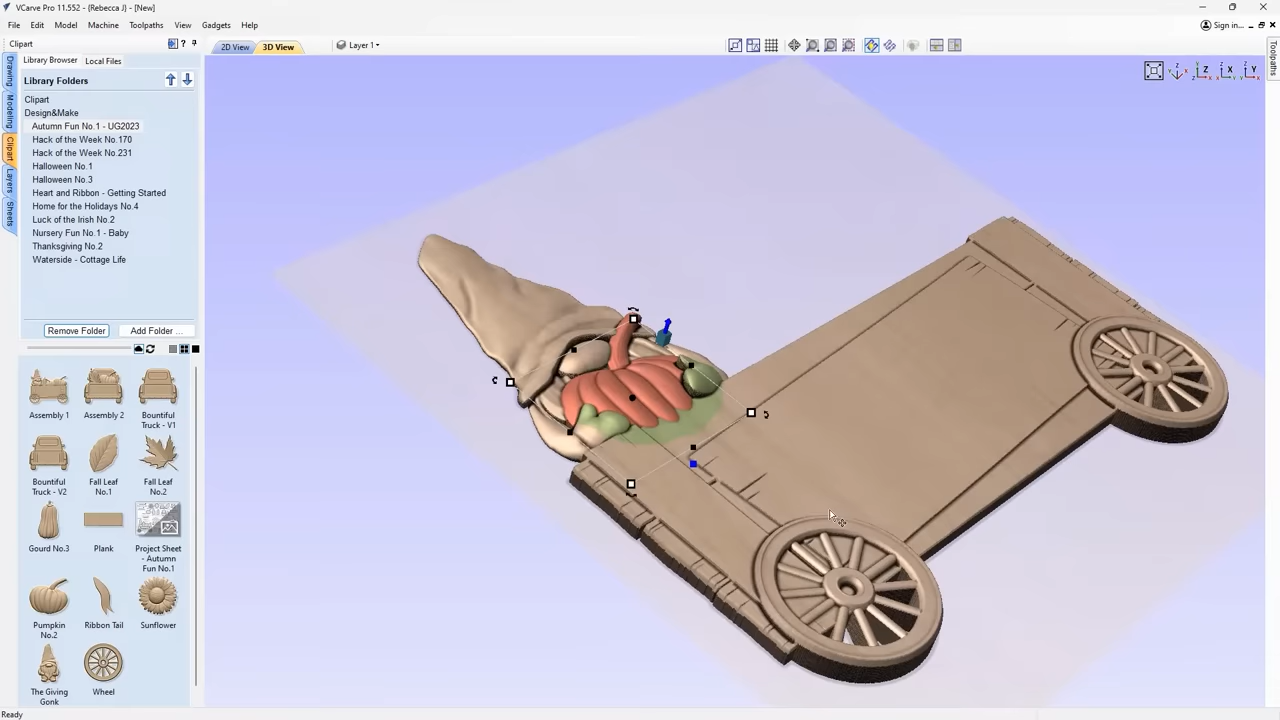 VCarve Pro 11.552 - (Rebecca J) - [New]
File Edit Model Machine Toolpaths View Gadgets Help
Sign in...
Clipart
2D View 3D View Layer 1
Library Browser Local Files
Library Folders
Clipart
Design&Make
Autumn Fun No.1 - UG2023
Hack of the Week No.170
Hack of the Week No.231
Halloween No.1
Halloween No.3
Heart and Ribbon - Getting Started
Home for the Holidays No.4
Luck of the Irish No.2
Nursery Fun No.1 - Baby
Thanksgiving No.2
Waterside - Cottage Life
Remove Folder Add Folder ...
Assembly 1 Assembly 2 Bountiful Truck - V1
Bountiful Truck - V2 Fall Leaf No.1 Fall Leaf No.2
Gourd No.3 Plank Project Sheet - Autumn Fun No.1
Pumpkin No.2 Ribbon Tail Sunflower
The Giving Gonk Wheel
Drawing
Modeling
Clipart
Layers
Sheets
Toolpaths
Z X Y
Ready